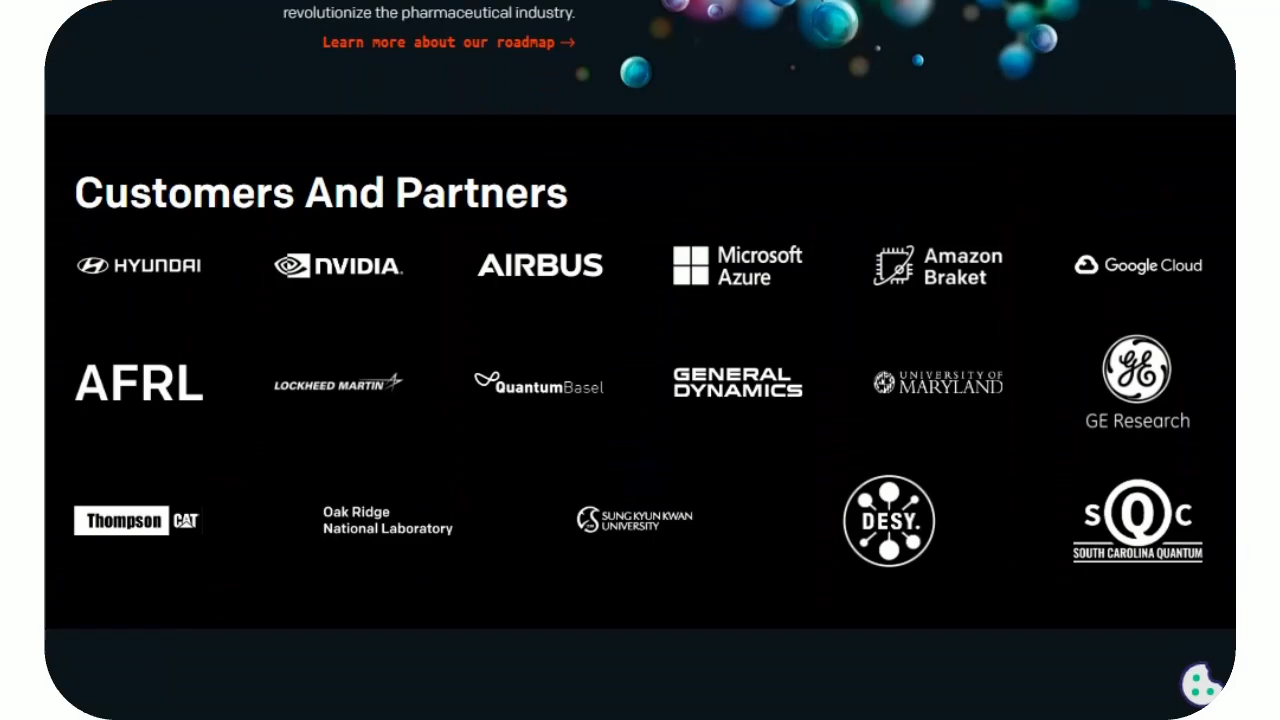 revolutionize the pharmaceutical industry.
Learn more about our roadmap →
Customers And Partners
HYUNDAI
NVIDIA.
AIRBUS
Microsoft
Azure
Amazon
Braket
Google Cloud
AFRL
LOCKHEED MARTIN
QuantumBasel
GENERAL
DYNAMICS
UNIVERSITY OF
MARYLAND
GE
GE Research
Thompson CAT
Oak Ridge
National Laboratory
SUNG KYUN KWAN
UNIVERSITY
DESY.
SQC
SOUTH CAROLINA QUANTUM